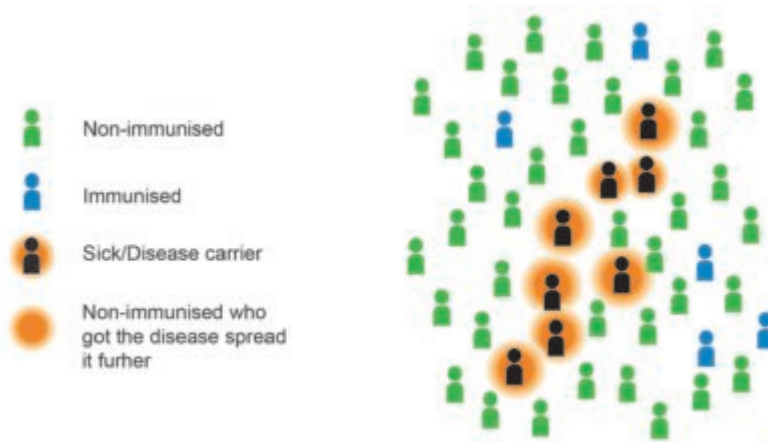 Non-immunised
Immunised
Sick/Disease carrier
Non-immunised who
got the disease spread
it furher